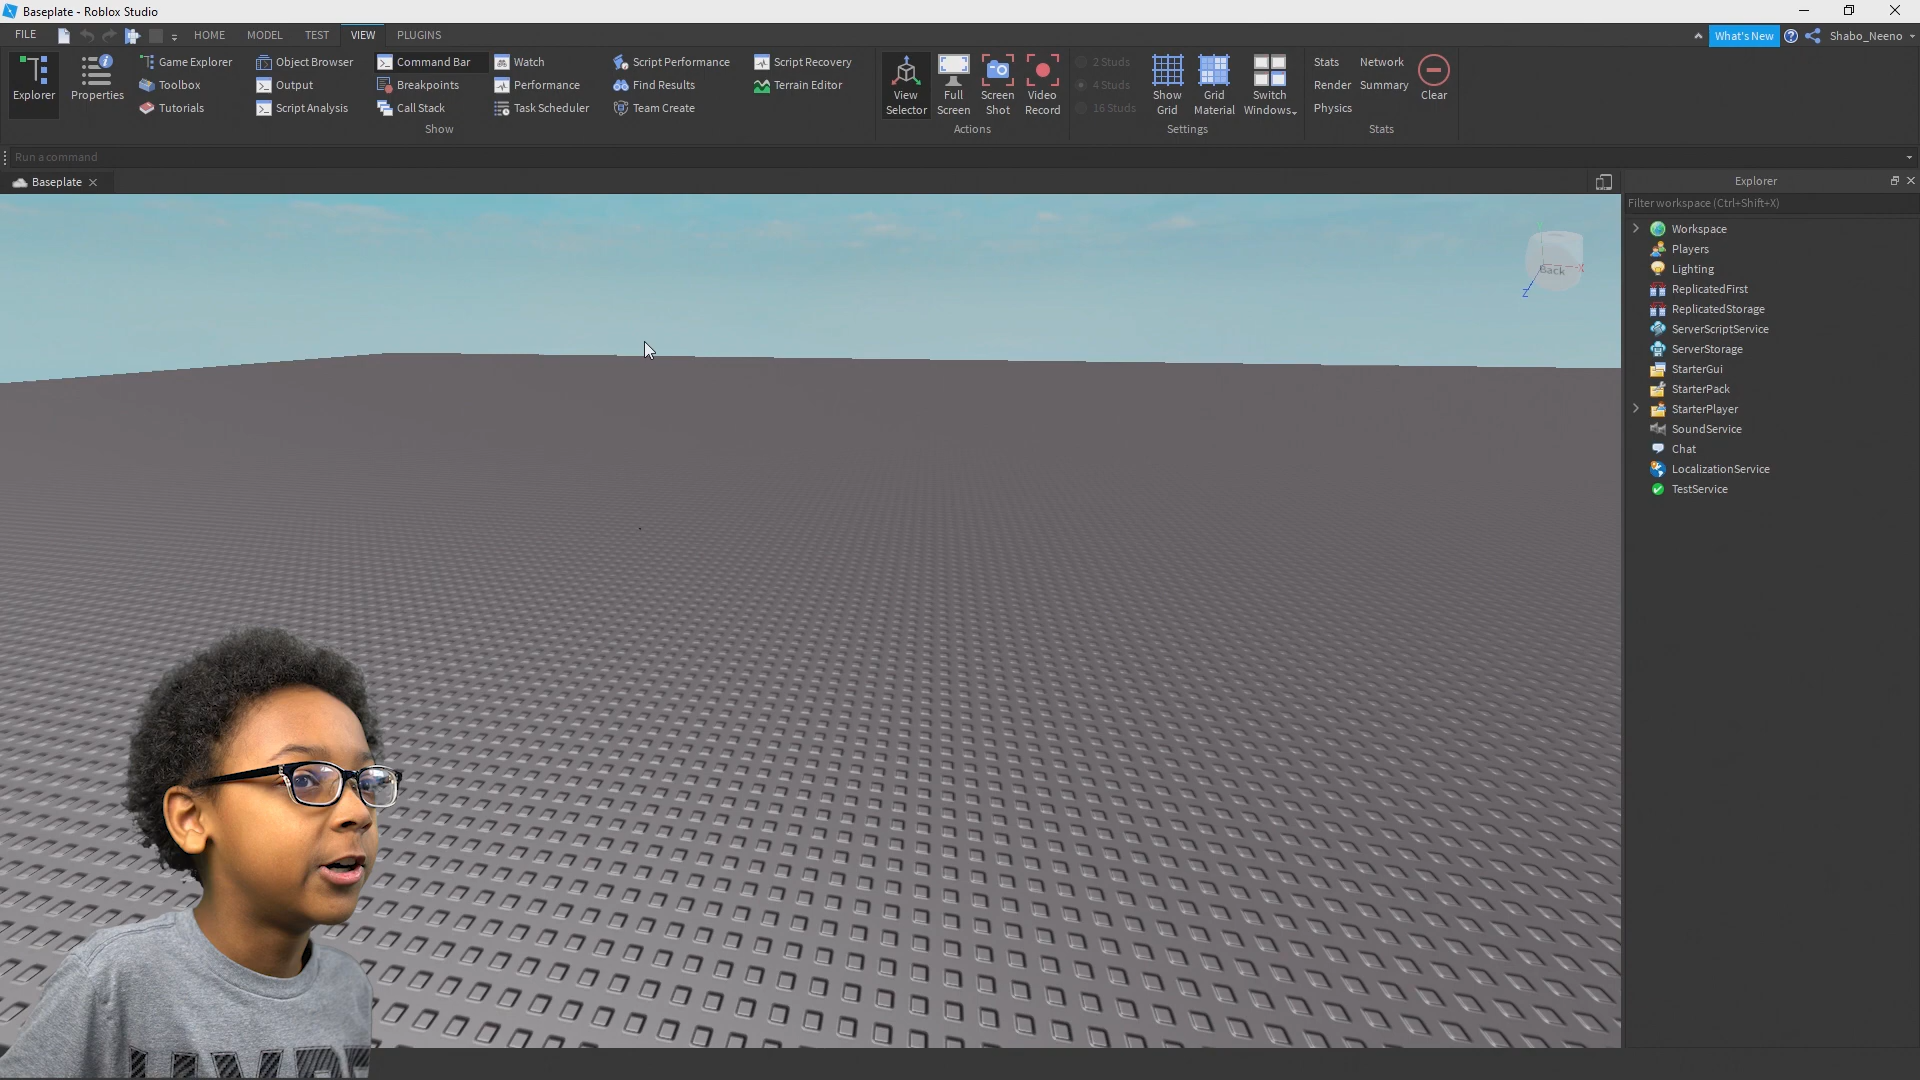 Baseplate - Roblox Studio
FILE HOME MODEL TEST VIEW PLUGINS What's New Shabo_Neeno
Explorer
Properties
Game Explorer
Toolbox
Tutorials
Object Browser
Output
Script Analysis
Command Bar
Breakpoints
Call Stack
Watch
Performance
Task Scheduler
Script Performance
Find Results
Team Create
Script Recovery
Terrain Editor
Show
View
Selector
Full
Screen
Screen
Shot
Video
Record
Actions
2 Studs
4 Studs
16 Studs
Show
Grid
Grid
Material
Switch
Windows
Settings
Stats
Render
Physics
Network
Summary
Clear
Stats
Run a command
Baseplate
Back
X
Z
Explorer
Filter workspace (Ctrl+Shift+X)
Workspace
Players
Lighting
ReplicatedFirst
ReplicatedStorage
ServerScriptService
ServerStorage
StarterGui
StarterPack
StarterPlayer
SoundService
Chat
LocalizationService
TestService